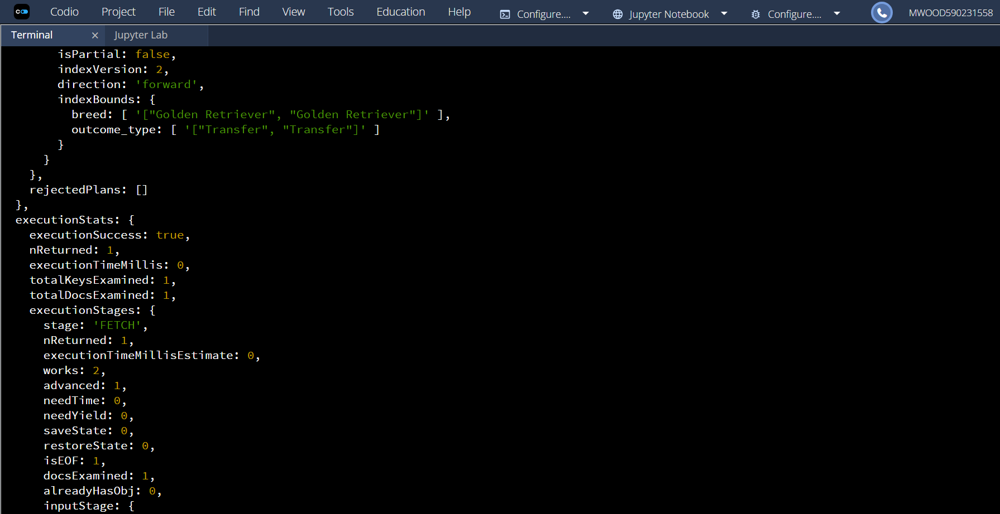 Codio Project File Edit Find View Tools Education Help Configure.... Jupyter Notebook Configure.... MWOOD590231558
Terminal × Jupyter Lab
isPartial: false,
indexVersion: 2,
direction: 'forward',
indexBounds: {
breed: [ '["Golden Retriever", "Golden Retriever"]' ],
outcome_type: [ '["Transfer", "Transfer"]' ]
}
}
},
rejectedPlans: []
},
executionStats: {
executionSuccess: true,
nReturned: 1,
executionTimeMillis: 0,
totalKeysExamined: 1,
totalDocsExamined: 1,
executionStages: {
stage: 'FETCH',
nReturned: 1,
executionTimeMillisEstimate: 0,
works: 2,
advanced: 1,
needTime: 0,
needYield: 0,
saveState: 0,
restoreState: 0,
isEOF: 1,
docsExamined: 1,
alreadyHasObj: 0,
inputStage: {